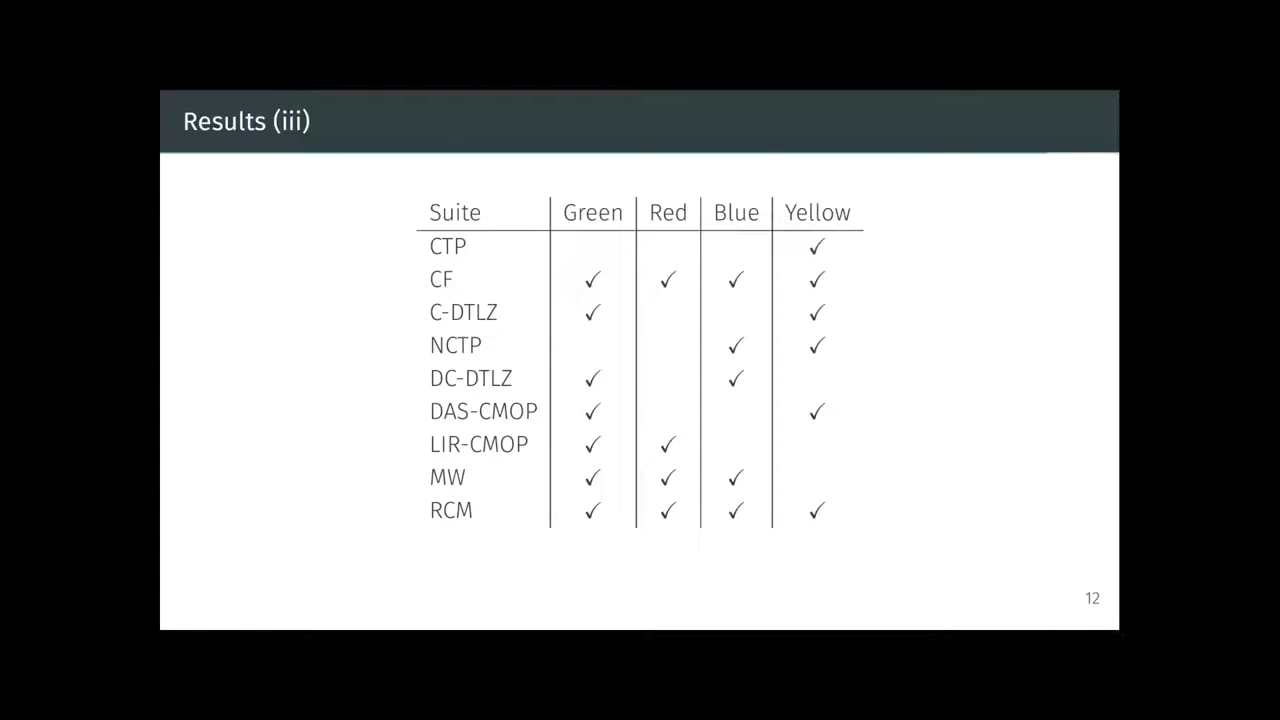 Results (iii)
Suite Green Red Blue Yellow
CTP ✓
CF ✓ ✓ ✓ ✓
C-DTLZ ✓ ✓
NCTP ✓ ✓
DC-DTLZ ✓ ✓
DAS-CMOP ✓ ✓
LIR-CMOP ✓ ✓
MW ✓ ✓ ✓
RCM ✓ ✓ ✓ ✓
12